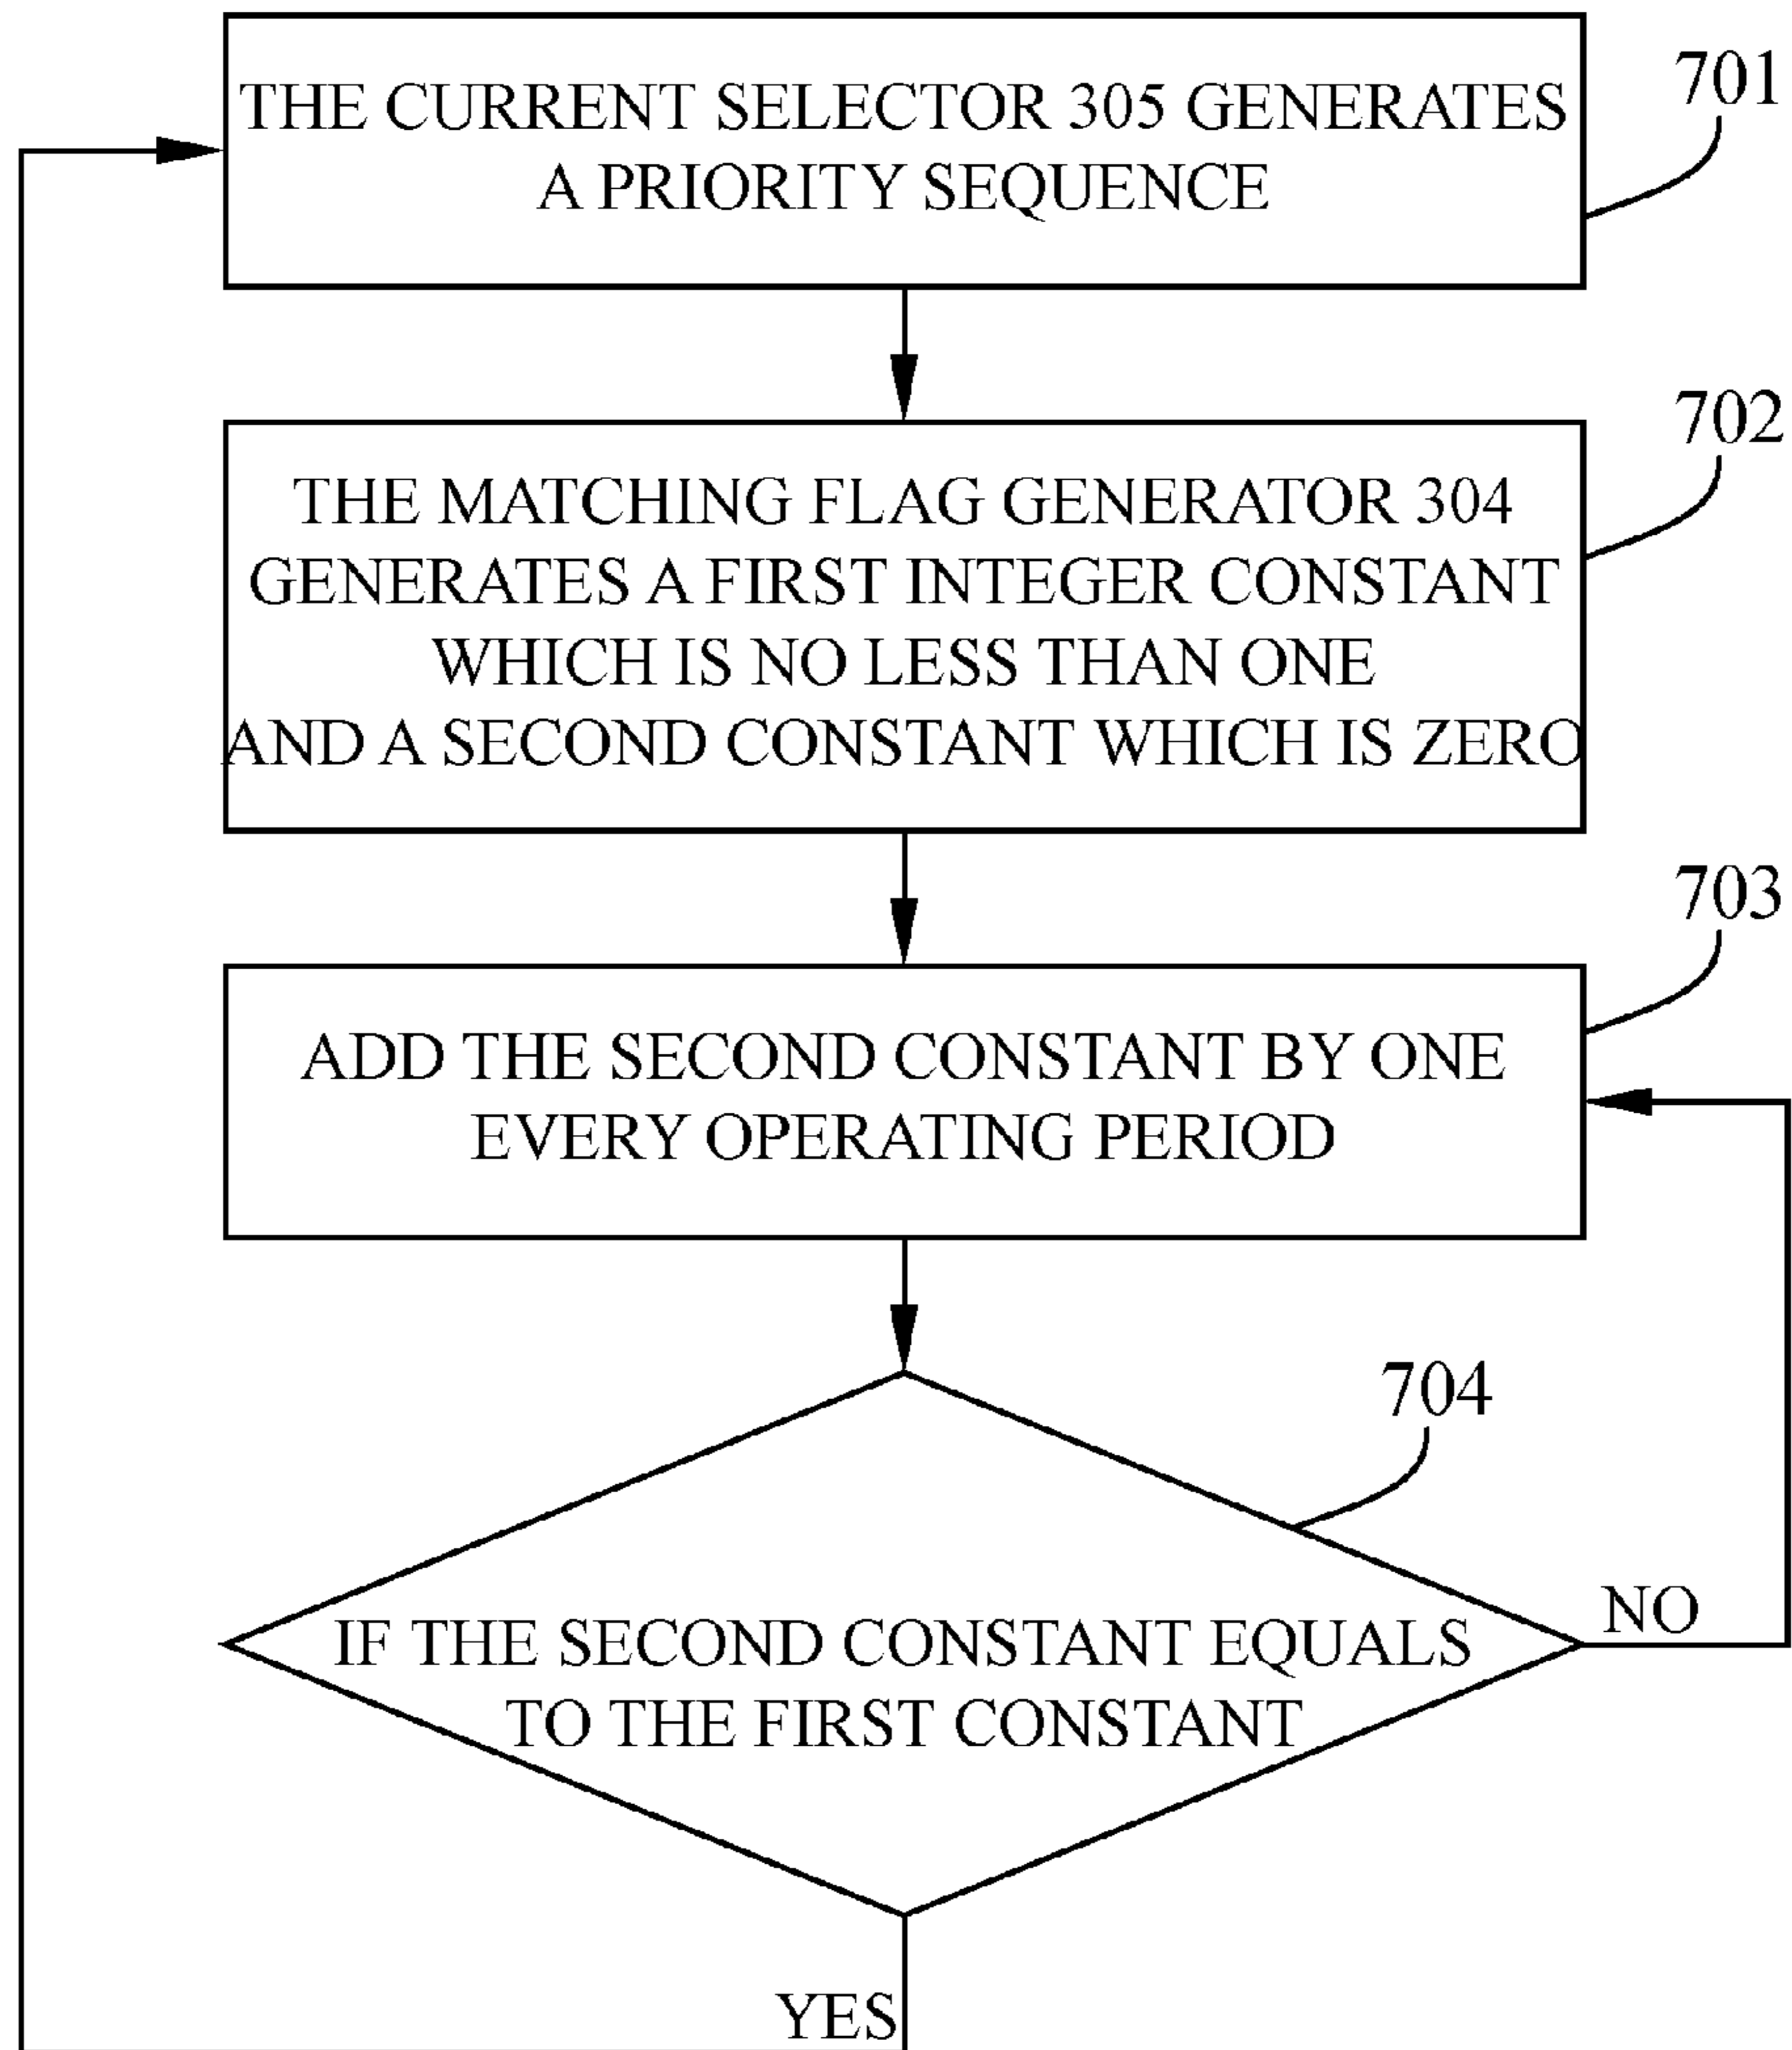 THE CURRENT SELECTOR 305 GENERATES
A PRIORITY SEQUENCE
701
THE MATCHING FLAG GENERATOR 304
GENERATES A FIRST INTEGER CONSTANT
WHICH IS NO LESS THAN ONE
AND A SECOND CONSTANT WHICH IS ZERO
702
ADD THE SECOND CONSTANT BY ONE
EVERY OPERATING PERIOD
703
IF THE SECOND CONSTANT EQUALS
TO THE FIRST CONSTANT
704
NO
YES